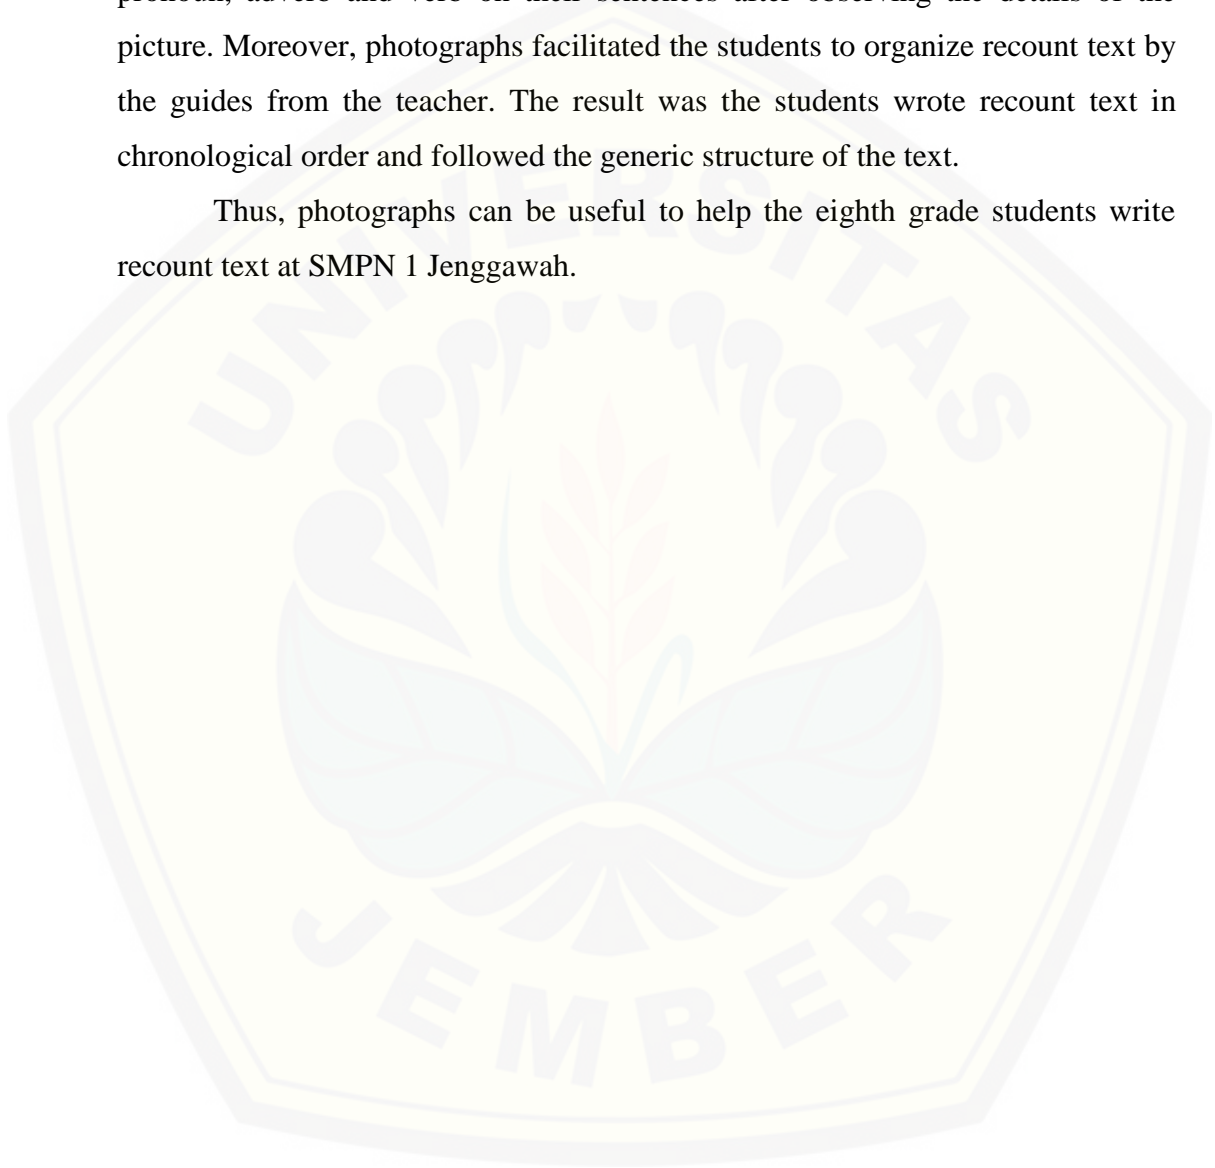 pronoun, adverb and verb on their sentences after observing the details of the
picture. Moreover, photographs facilitated the students to organize recount text by
the guides from the teacher. The result was the students wrote recount text in
chronological order and followed the generic structure of the text.
Thus, photographs can be useful to help the eighth grade students write
recount text at SMPN 1 Jenggawah.
UNIVERSITAS
JEMBER